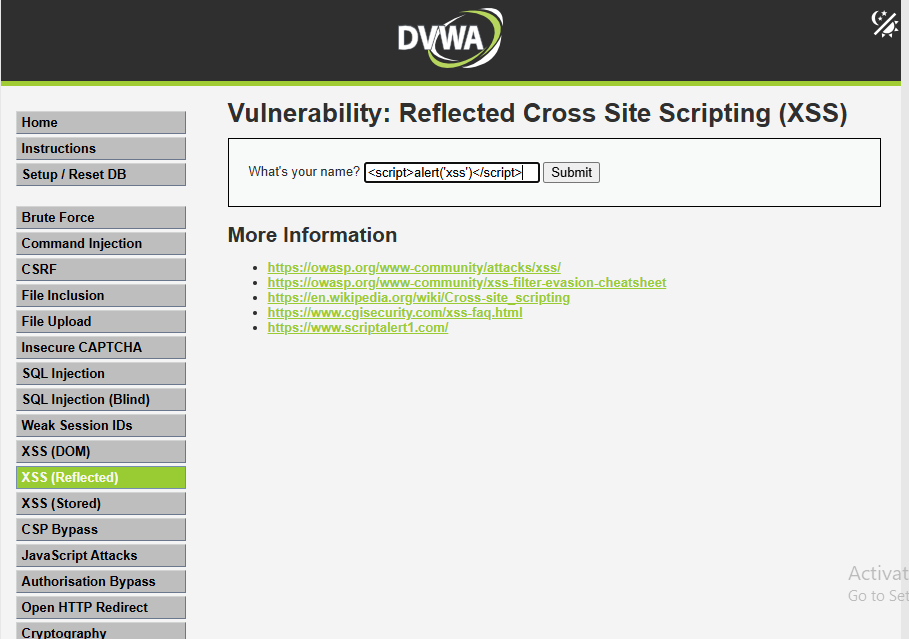 DVWA
Vulnerability: Reflected Cross Site Scripting (XSS)
Home
Instructions
Setup / Reset DB
Brute Force
Command Injection
CSRF
File Inclusion
File Upload
Insecure CAPTCHA
SQL Injection
SQL Injection (Blind)
Weak Session IDs
XSS (DOM)
XSS (Reflected)
XSS (Stored)
CSP Bypass
JavaScript Attacks
Authorisation Bypass
Open HTTP Redirect
Cryptography
What's your name? <script>alert('xss')</script> Submit
More Information
https://owasp.org/www-community/attacks/xss/
https://owasp.org/www-community/xss-filter-evasion-cheatsheet
https://en.wikipedia.org/wiki/Cross-site_scripting
https://www.cgisecurity.com/xss-faq.html
https://www.scriptalert1.com/
Activat
Go to Set